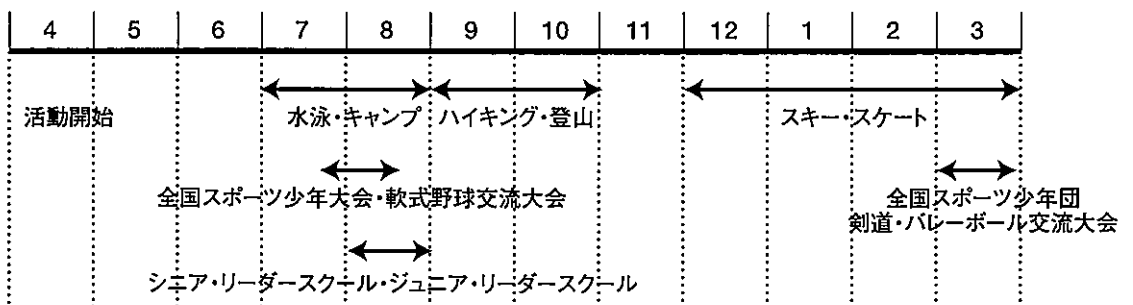 4 5 6 7 8 9 10 11 12 1 2 3
活動開始 水泳・キャンプ ハイキング・登山 スキー・スケート
全国スポーツ少年大会・軟式野球交流大会
全国スポーツ少年団
剣道・バレーボール交流大会
シニア・リーダースクール・ジュニア・リーダースクール